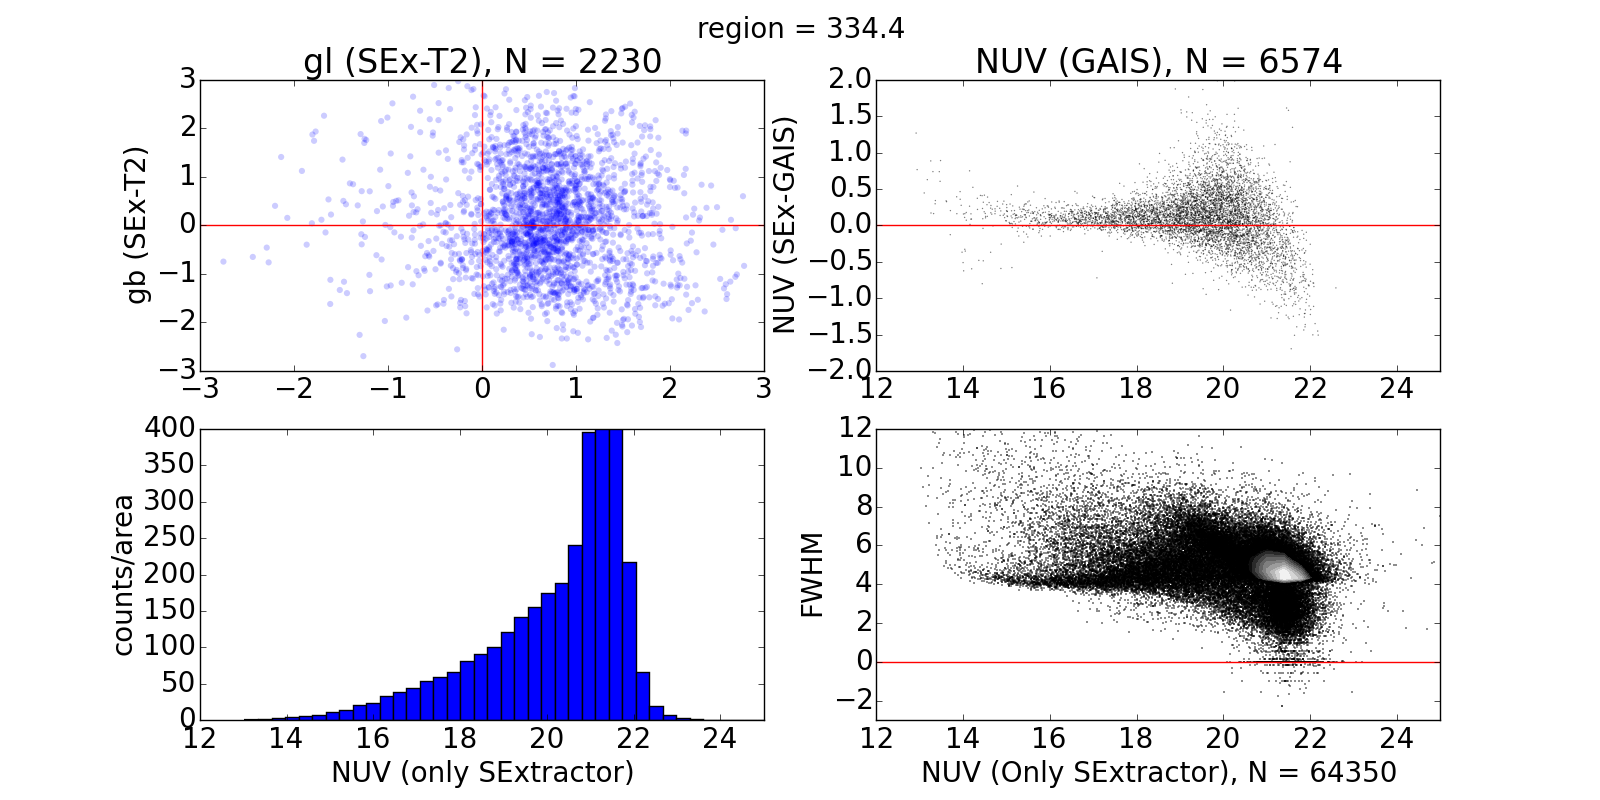 region = 334.4
gl (SEx-T2), N = 2230
NUV (GAIS), N = 6574
gb (SEx-T2)
3
2
1
0
−1
−2
−3
−3 −2 −1 0 1 2 3
NUV (SEx-GAIS)
2.0
1.5
1.0
0.5
0.0
−0.5
−1.0
−1.5
−2.0
12 14 16 18 20 22 24
counts/area
400
350
300
250
200
150
100
50
0
12 14 16 18 20 22 24
NUV (only SExtractor)
FWHM
12
10
8
6
4
2
0
−2
12 14 16 18 20 22 24
NUV (Only SExtractor), N = 64350